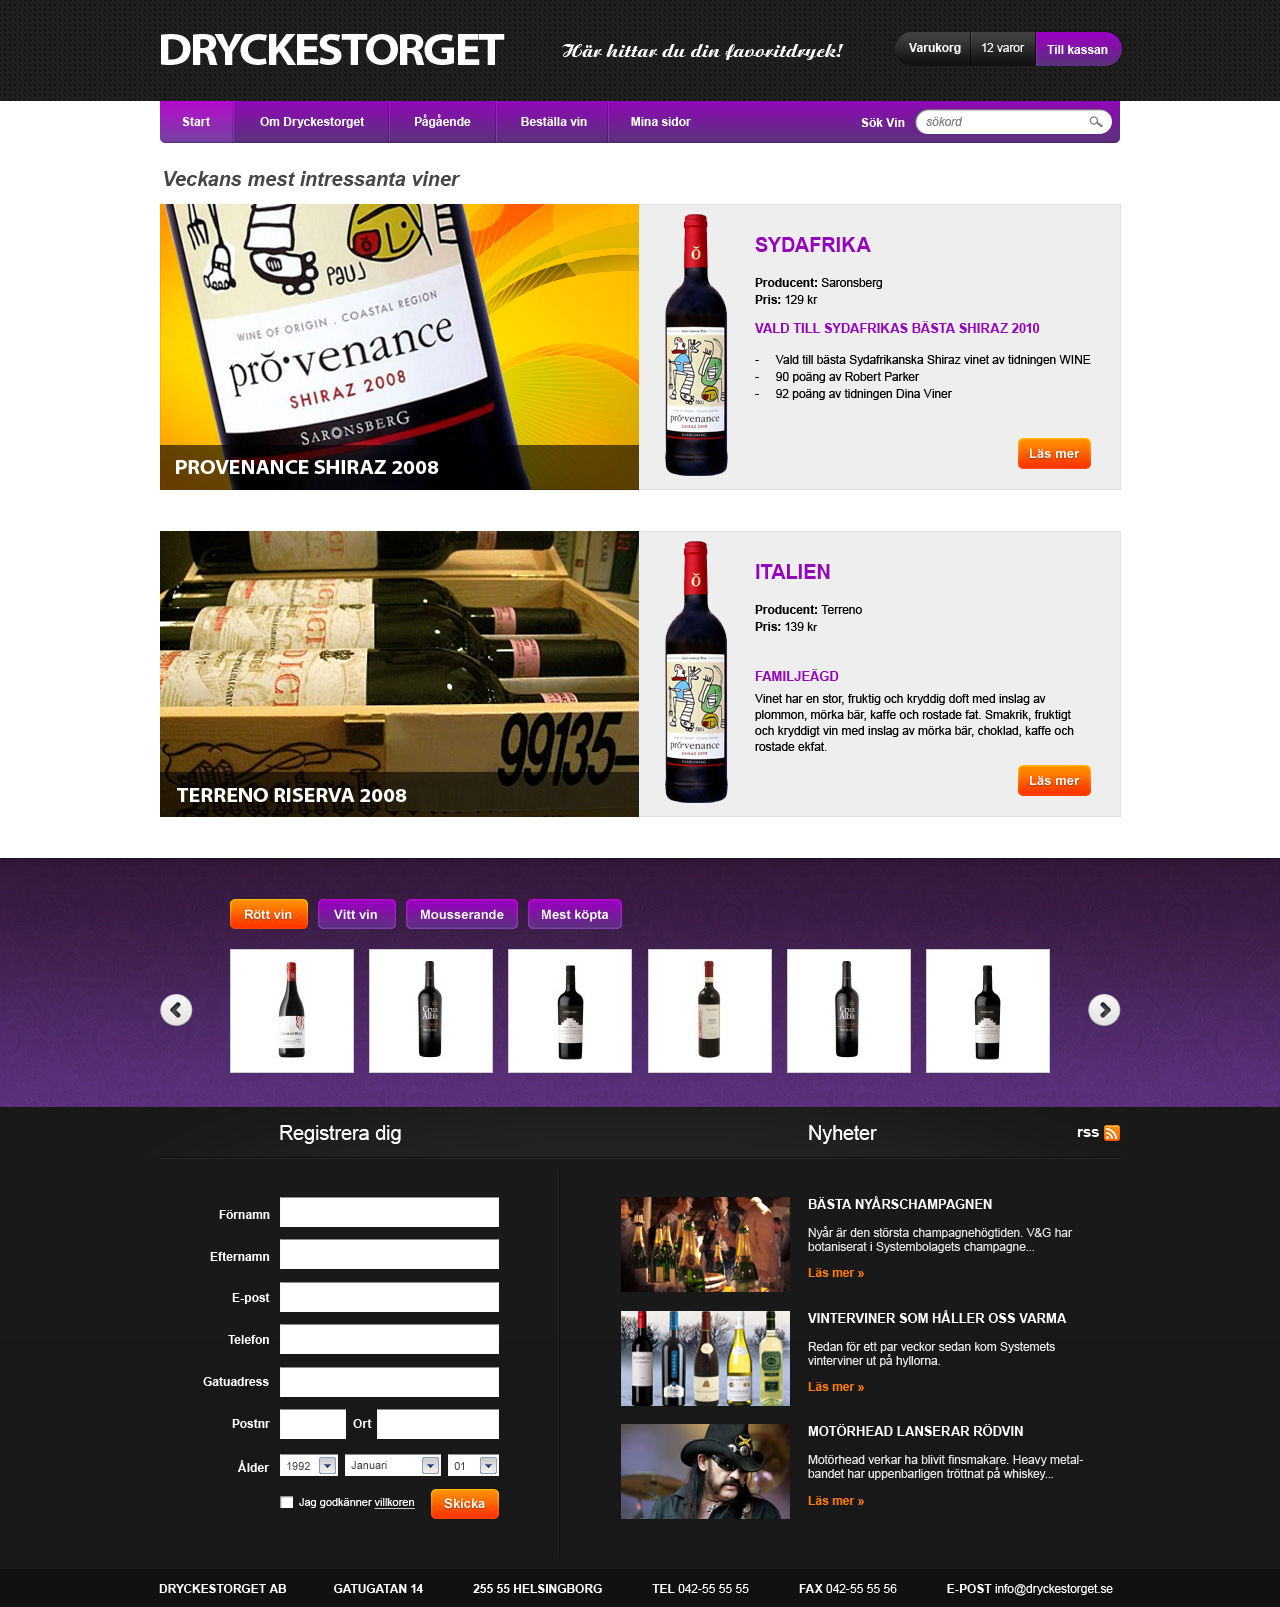 DRYCKESTORGET
Här hittar du din favoritdryck!
Varukorg 12 varor Till kassan
Start Om Dryckestorget Pågående Beställa vin Mina sidor Sök Vin sökord
Veckans mest intressanta viner
PAUJ
WINE OF ORIGIN . COASTAL REGION
prŏ•venance
SHIRAZ 2008
SARONSBERG
PROVENANCE SHIRAZ 2008
ŏ
prŏ•venance
SYDAFRIKA
Producent: Saronsberg
Pris: 129 kr
VALD TILL SYDAFRIKAS BÄSTA SHIRAZ 2010
- Vald till bästa Sydafrikanska Shiraz vinet av tidningen WINE
- 90 poäng av Robert Parker
- 92 poäng av tidningen Dina Viner
Läs mer
99135-
TERRENO RISERVA 2008
ŏ
prŏ•venance
ITALIEN
Producent: Terreno
Pris: 139 kr
FAMILJEÄGD
Vinet har en stor, fruktig och kryddig doft med inslag av
plommon, mörka bär, kaffe och rostade fat. Smakrik, fruktigt
och kryddigt vin med inslag av mörka bär, choklad, kaffe och
rostade ekfat.
Läs mer
Rött vin Vitt vin Mousserande Mest köpta
Cruz
Alba
Cruz
Alba
Registrera dig
Förnamn
Efternamn
E-post
Telefon
Gatuadress
Postnr Ort
Ålder 1992 Januari 01
Jag godkänner villkoren Skicka
Nyheter
rss
BÄSTA NYÅRSCHAMPAGNEN
Nyår är den största champagnehögtiden. V&G har
botaniserat i Systembolagets champagne...
Läs mer »
VINTERVINER SOM HÅLLER OSS VARMA
Redan för ett par veckor sedan kom Systemets
vinterviner ut på hyllorna.
Läs mer »
MOTÖRHEAD LANSERAR RÖDVIN
Motörhead verkar ha blivit finsmakare. Heavy metal-
bandet har uppenbarligen tröttnat på whiskey...
Läs mer »
DRYCKESTORGET AB GATUGATAN 14 255 55 HELSINGBORG TEL 042-55 55 55 FAX 042-55 55 56 E-POST info@dryckestorget.se